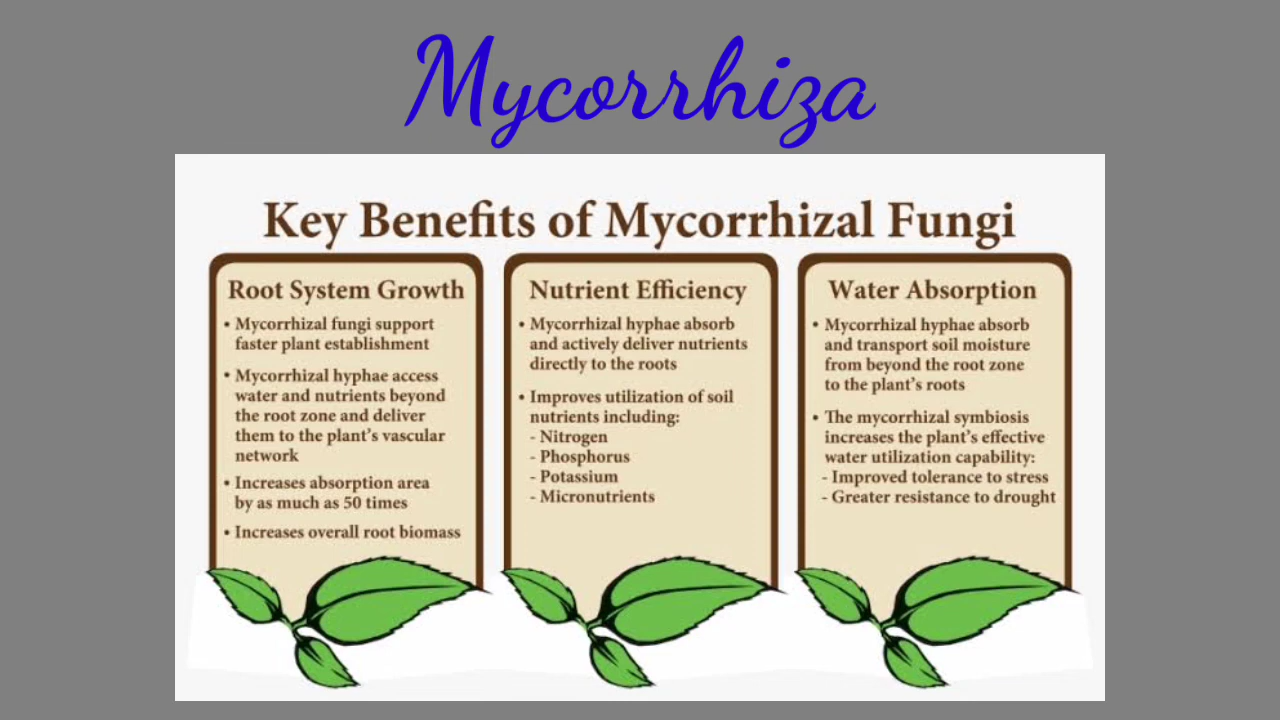 Mycorrhiza
Key Benefits of Mycorrhizal Fungi
Root System Growth
• Mycorrhizal fungi support
faster plant establishment
• Mycorrhizal hyphae access
water and nutrients beyond
the root zone and deliver
them to the plant's vascular
network
• Increases absorption area
by as much as 50 times
• Increases overall root biomass
Nutrient Efficiency
• Mycorrhizal hyphae absorb
and actively deliver nutrients
directly to the roots
• Improves utilization of soil
nutrients including:
- Nitrogen
- Phosphorus
- Potassium
- Micronutrients
Water Absorption
• Mycorrhizal hyphae absorb
and transport soil moisture
from beyond the root zone
to the plant's roots
• The mycorrhizal symbiosis
increases the plant's effective
water utilization capability:
- Improved tolerance to stress
- Greater resistance to drought